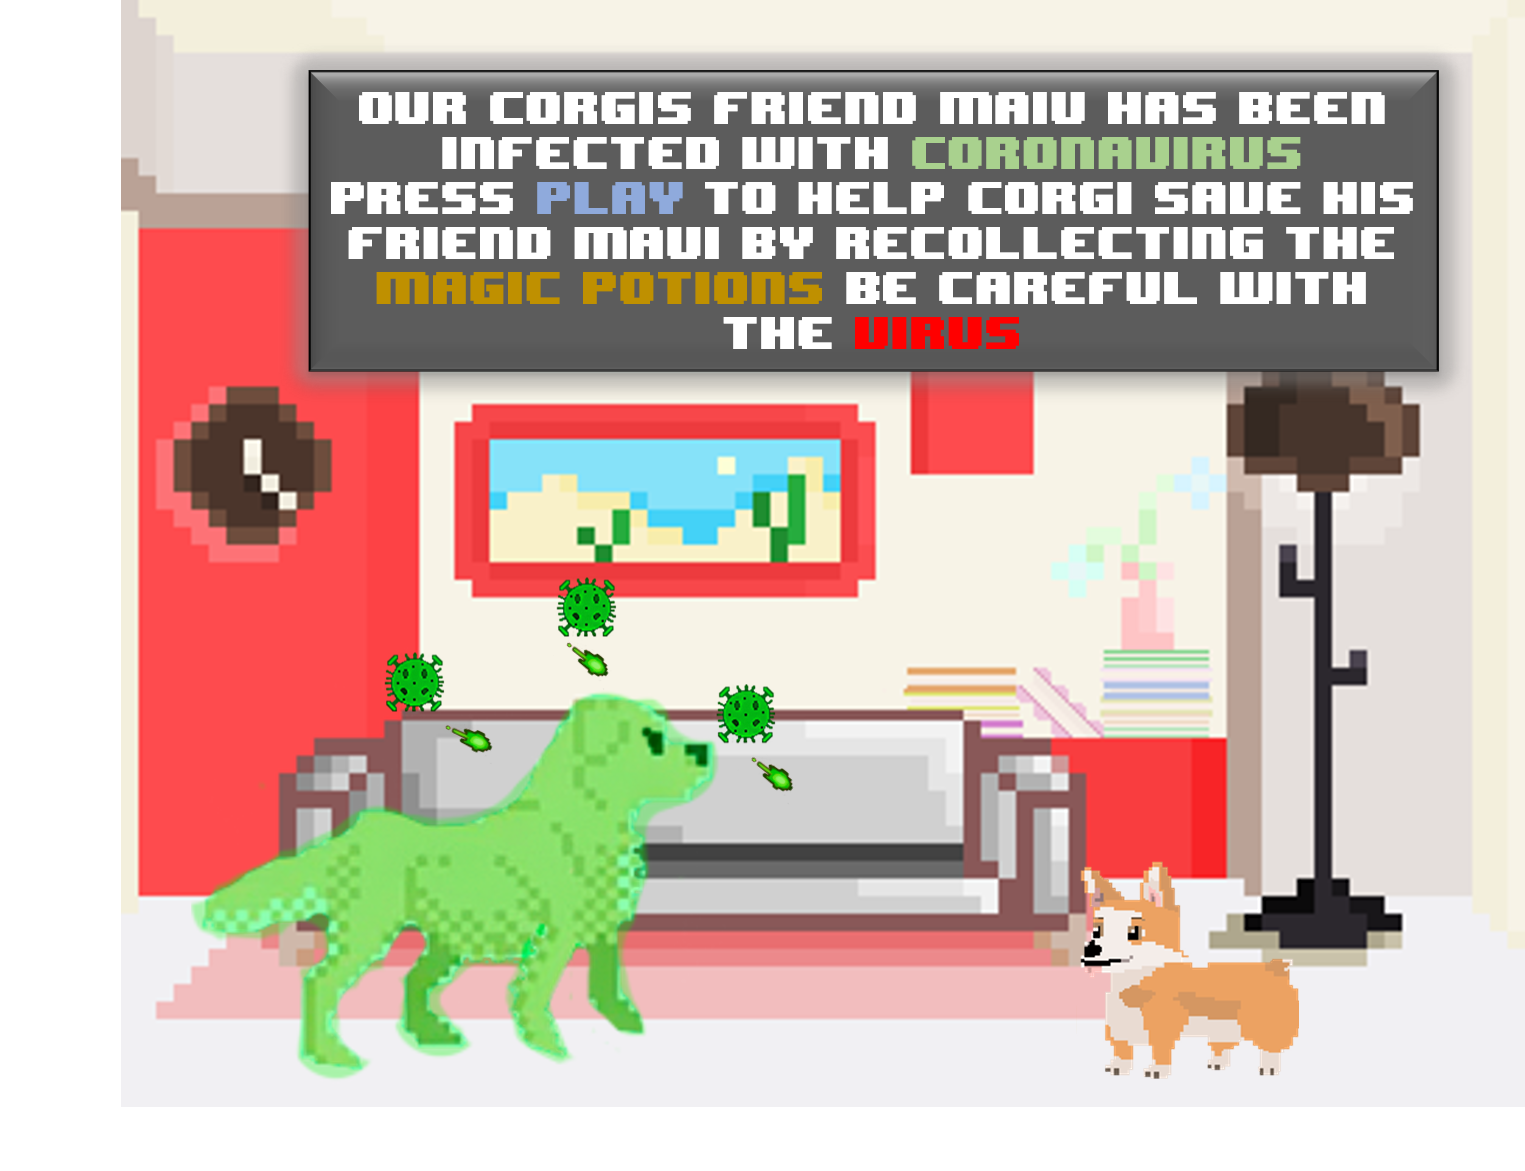 OUR CORGIS FRIEND MAIU HAS BEEN
INFECTED WITH CORONAVIRUS
PRESS PLAY TO HELP CORGI SAVE HIS
FRIEND MAUI BY RECOLLECTING THE
MAGIC POTIONS BE CAREFUL WITH
THE VIRUS